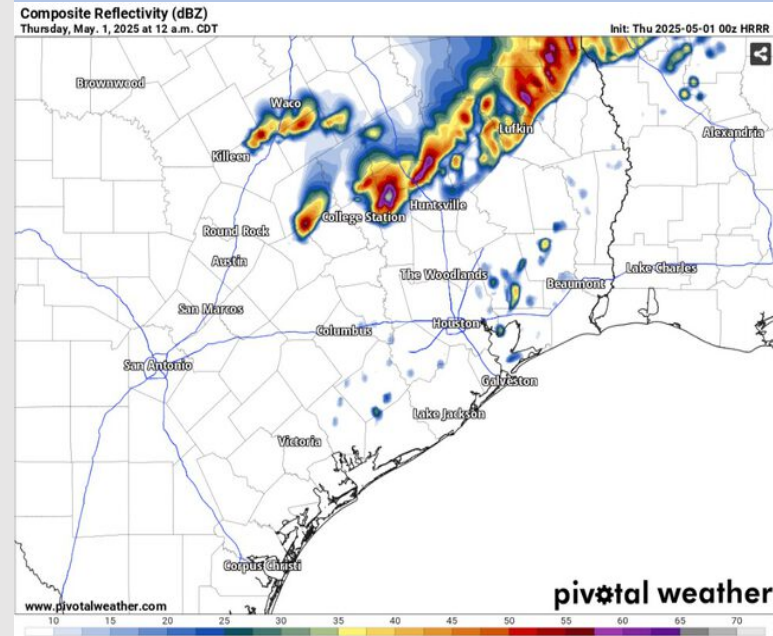 Composite Reflectivity (dBZ)
Thursday, May. 1, 2025 at 12 a.m. CDT
Init: Thu 2025-05-01 00z HRRR
Brownwood
Waco
Lufkin
Alexandria
Killeen
Huntsville
College Station
Round Rock
Austin
The Woodlands
Lake Charles
Beaumont
San Marcos
Houston
Columbus
San Antonio
Galveston
Lake Jackson
Victoria
Corpus Christi
www.pivotalweather.com
pivotal weather
10 15 20 25 30 35 40 45 50 55 60 65 70